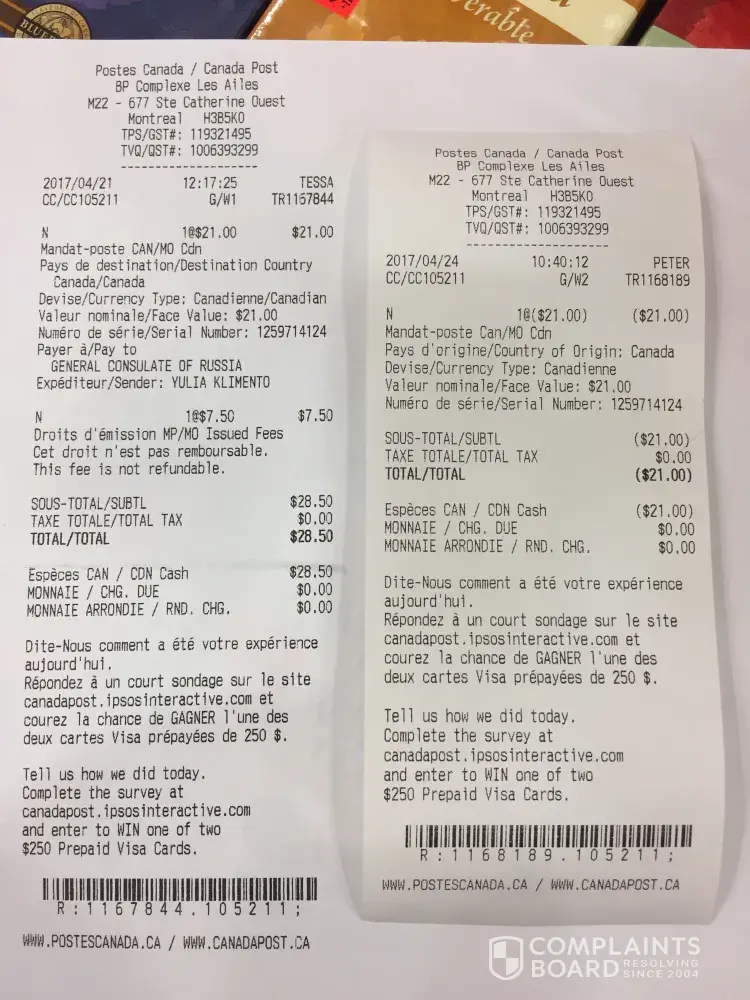 BLUE
erable
Postes Canada / Canada Post
BP Complexe Les Ailes
M22 - 677 Ste Catherine Ouest
Montreal H3B5K0
TPS/GST#: 119321495
TVQ/QST#: 1006393299
--------------------
2017/04/21 12:17:25 TESSA
CC/CC105211 G/W1 TR1167844
N 1@$21.00 $21.00
Mandat-poste CAN/MO Cdn
Pays de destination/Destination Country
Canada/Canada
Devise/Currency Type: Canadienne/Canadian
Valeur nominale/Face Value: $21.00
Numéro de série/Serial Number: 1259714124
Payer à/Pay to
GENERAL CONSULATE OF RUSSIA
Expéditeur/Sender: YULIA KLIMENTO
N 1@$7.50 $7.50
Droits d'émission MP/MO Issued Fees
Cet droit n'est pas remboursable.
This fee is not refundable.
SOUS-TOTAL/SUBTL $28.50
TAXE TOTALE/TOTAL TAX $0.00
TOTAL/TOTAL $28.50
Espèces CAN / CDN Cash $28.50
MONNAIE / CHG. DUE $0.00
MONNAIE ARRONDIE / RND. CHG. $0.00
Dite-Nous comment a été votre expérience
aujourd'hui.
Répondez à un court sondage sur le site
canadapost.ipsosinteractive.com et
courez la chance de GAGNER l'une des
deux cartes Visa prépayées de 250 $.
Tell us how we did today.
Complete the survey at
canadapost.ipsosinteractive.com
and enter to WIN one of two
$250 Prepaid Visa Cards.
R:1167844.105211;
WWW.POSTESCANADA.CA / WWW.CANADAPOST.CA
Postes Canada / Canada Post
BP Complexe Les Ailes
M22 - 677 Ste Catherine Ouest
Montreal H3B5K0
TPS/GST#: 119321495
TVQ/QST#: 1006393299
--------------------
2017/04/24 10:40:12 PETER
CC/CC105211 G/W2 TR1168189
N 1@($21.00) ($21.00)
Mandat-poste Can/MO Cdn
Pays d'origine/Country of Origin: Canada
Devise/Currency Type: Canadienne
Valeur nominale/Face Value: $21.00
Numéro de série/Serial Number: 1259714124
SOUS-TOTAL/SUBTL ($21.00)
TAXE TOTALE/TOTAL TAX $0.00
TOTAL/TOTAL ($21.00)
Espèces CAN / CDN Cash ($21.00)
MONNAIE / CHG. DUE $0.00
MONNAIE ARRONDIE / RND. CHG. $0.00
Dite-Nous comment a été votre expérience
aujourd'hui.
Répondez à un court sondage sur le site
canadapost.ipsosinteractive.com et
courez la chance de GAGNER l'une des
deux cartes Visa prépayées de 250 $.
Tell us how we did today.
Complete the survey at
canadapost.ipsosinteractive.com
and enter to WIN one of two
$250 Prepaid Visa Cards.
R:1168189.105211;
WWW.POSTESCANADA.CA / WWW.CANADAPOST.CA
COMPLAINTS
BOARD RESOLVING
SINCE 2004